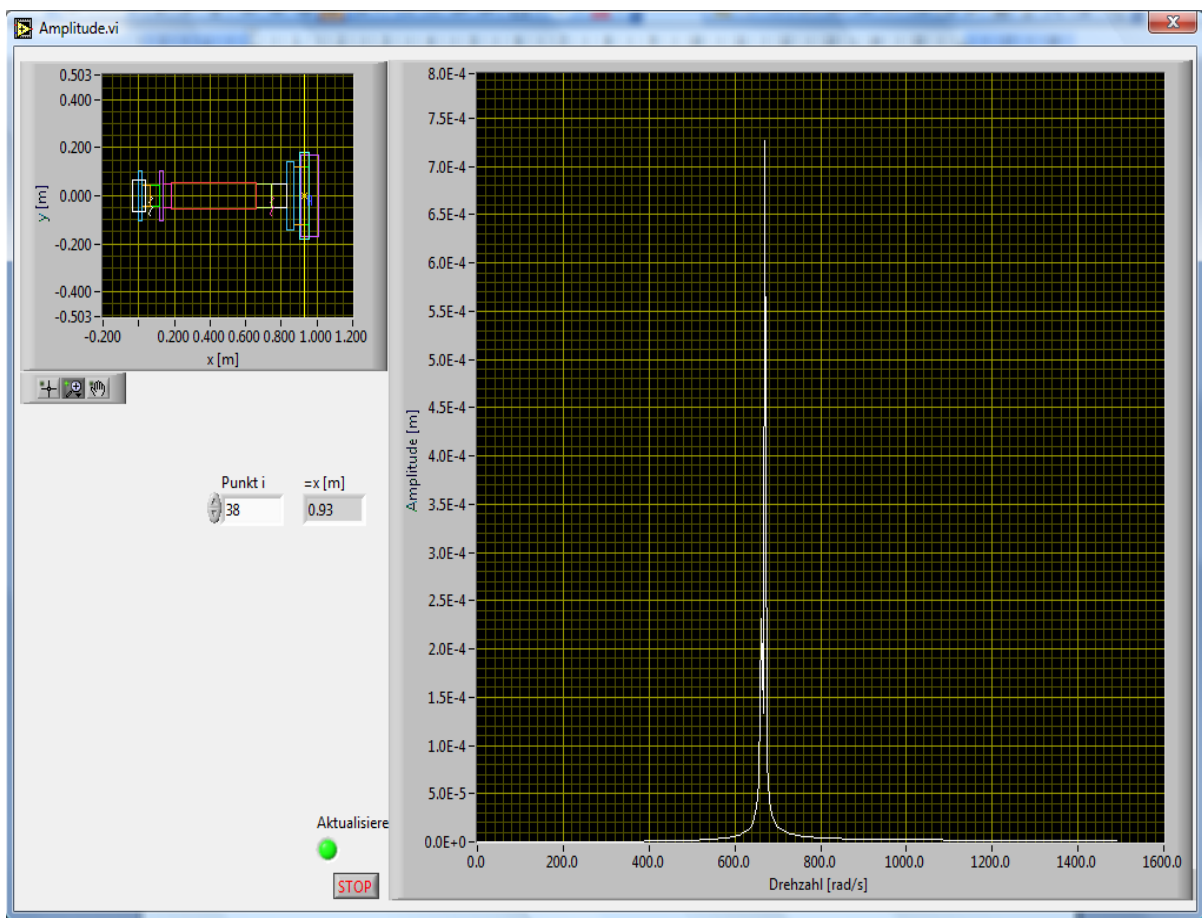 Amplitude.vi
0.503
0.400
0.200
0.000
-0.200
-0.400
-0.503
y [m]
-0.200 0.200 0.400 0.600 0.800 1.000 1.200
x [m]
Punkt i =x [m]
38 0.93
Aktualisiere
STOP
8.0E-4
7.5E-4
7.0E-4
6.5E-4
6.0E-4
5.5E-4
5.0E-4
4.5E-4
4.0E-4
3.5E-4
3.0E-4
2.5E-4
2.0E-4
1.5E-4
1.0E-4
5.0E-5
0.0E+0
Amplitude [m]
0.0 200.0 400.0 600.0 800.0 1000.0 1200.0 1400.0 1600.0
Drehzahl [rad/s]